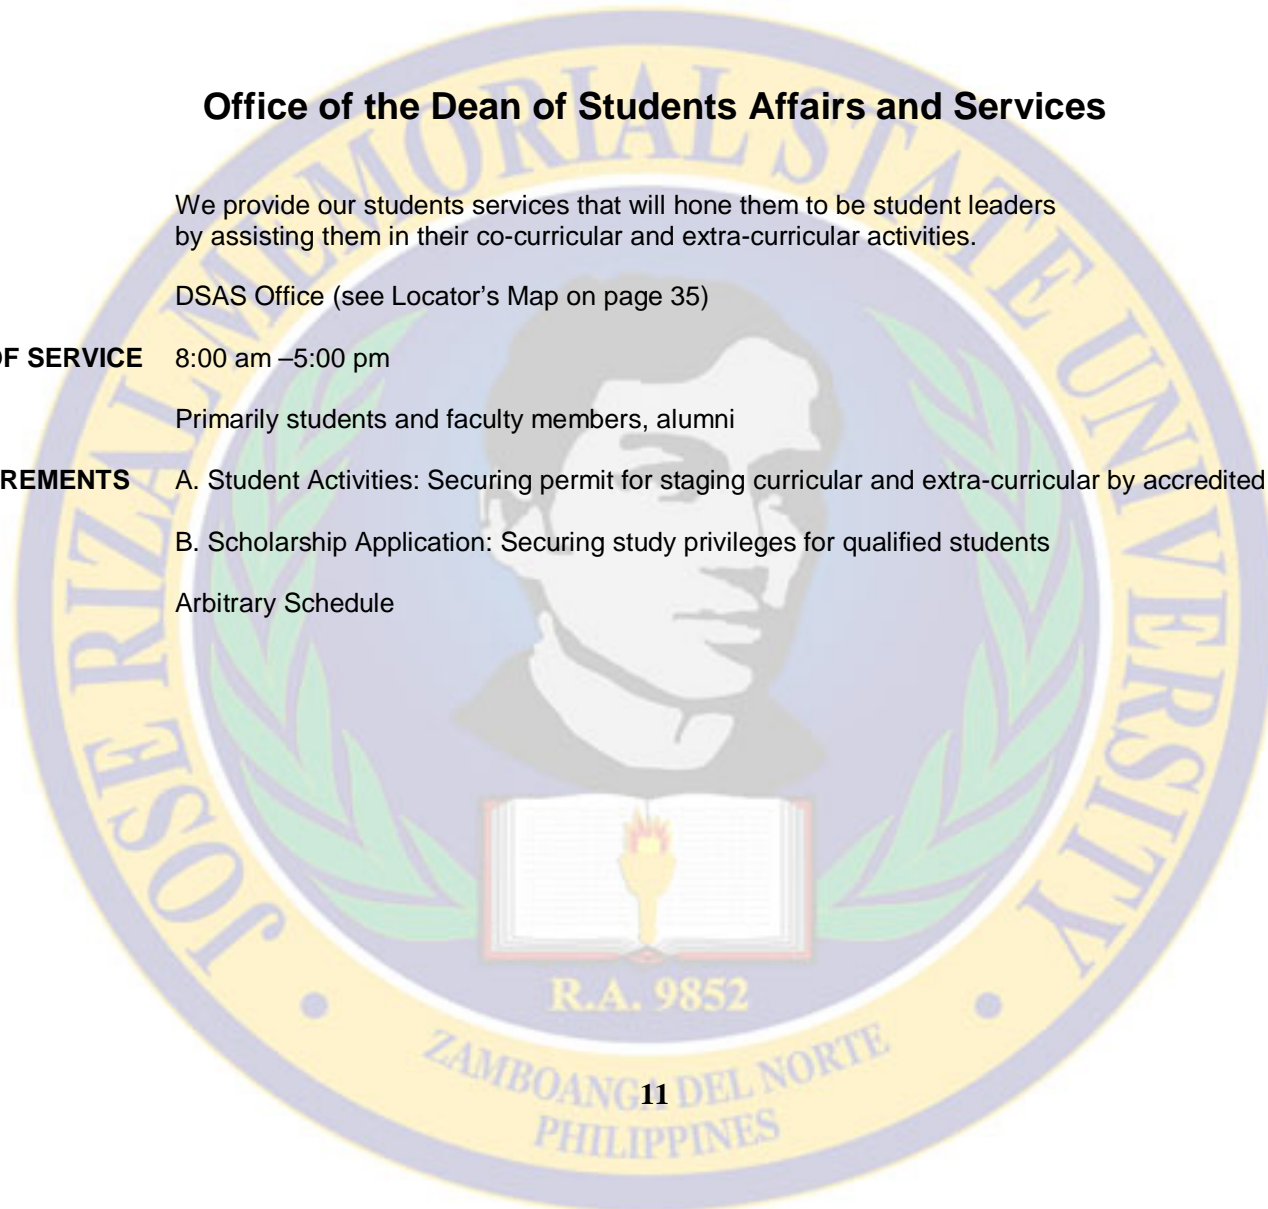 Office of the Dean of Students Affairs and Services
We provide our students services that will hone them to be student leaders
by assisting them in their co-curricular and extra-curricular activities.
DSAS Office (see Locator’s Map on page 35)
OF SERVICE 8:00 am –5:00 pm
Primarily students and faculty members, alumni
REMENTS A. Student Activities: Securing permit for staging curricular and extra-curricular by accredited
B. Scholarship Application: Securing study privileges for qualified students
Arbitrary Schedule
JOSE RIZAL MEMORIAL STATE UNIVERSITY
R.A. 9852
ZAMBOANGA DEL NORTE
11
PHILIPPINES